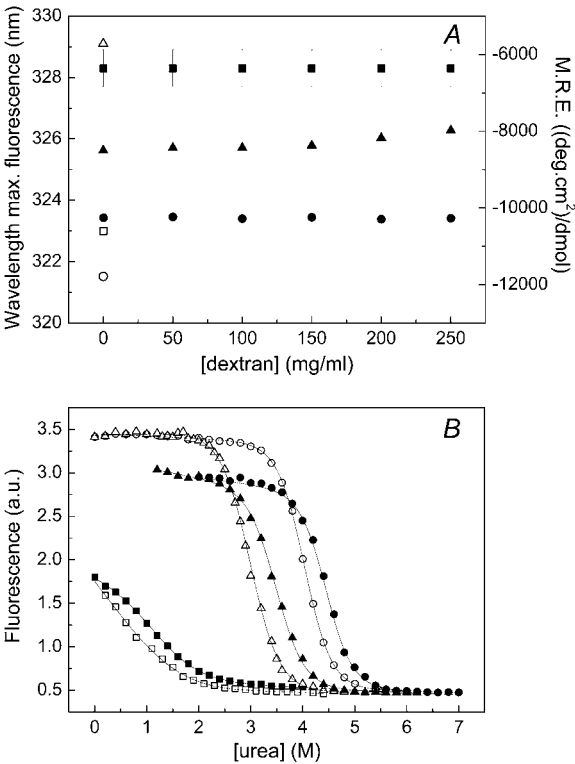 A
330
328
326
324
322
320
Wavelength max. fluorescence (nm)
-6000
-8000
-10000
-12000
M.R.E. ((deg.cm²)/dmol)
0 50 100 150 200 250
[dextran] (mg/ml)
B
3.5
3.0
2.5
2.0
1.5
1.0
0.5
Fluorescence (a.u.)
0 1 2 3 4 5 6 7
[urea] (M)